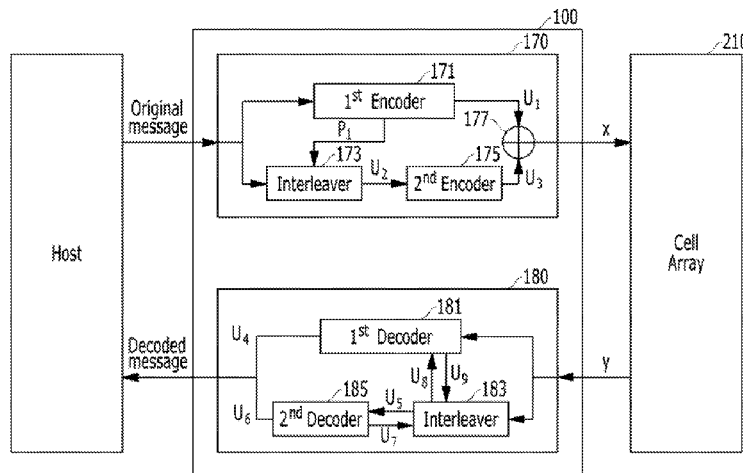 100
170
210
171
1st Encoder
U1
177
Original
message
P1
173
175
x
Interleaver
U2
2nd Encoder
U3
Host
Cell
Array
180
181
1st Decoder
U4
Decoded
message
U8
U9
183
y
185
U5
U6
2nd Decoder
Interleaver
U7